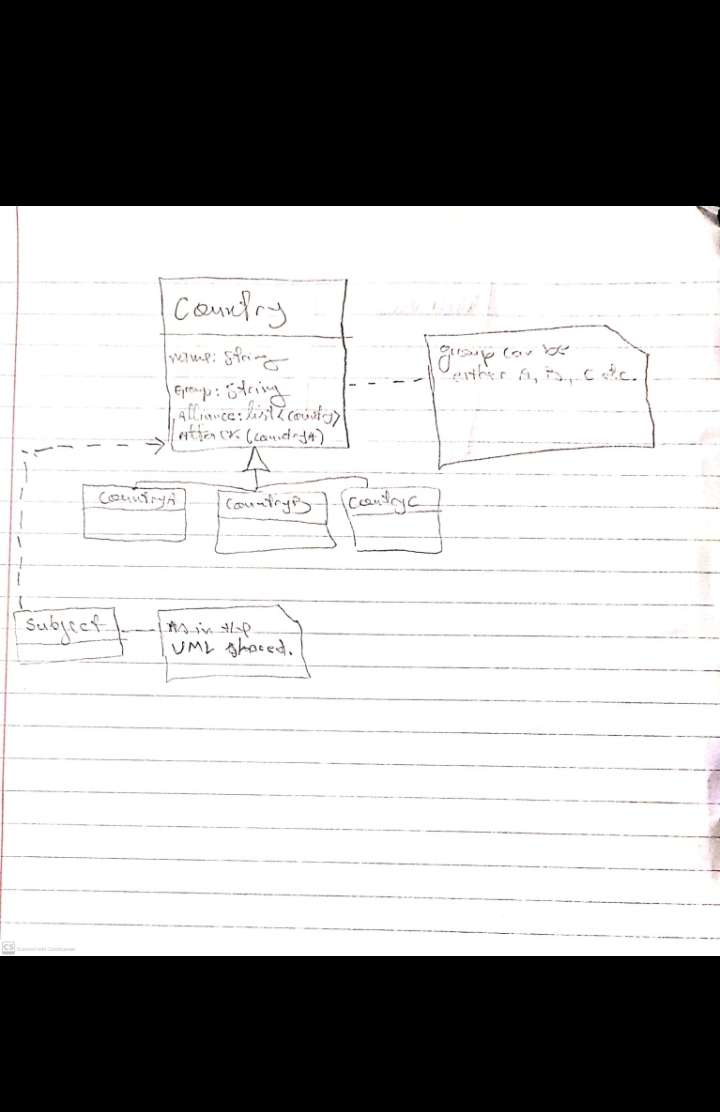 Country
name: String
Group: String
Alliance: list<country>
Attack (countryA)
group can be
either A, B, C etc.
CountryA
CountryB
CountryC
Subject
As in the
UML shared.
CS Scanned with CamScanner